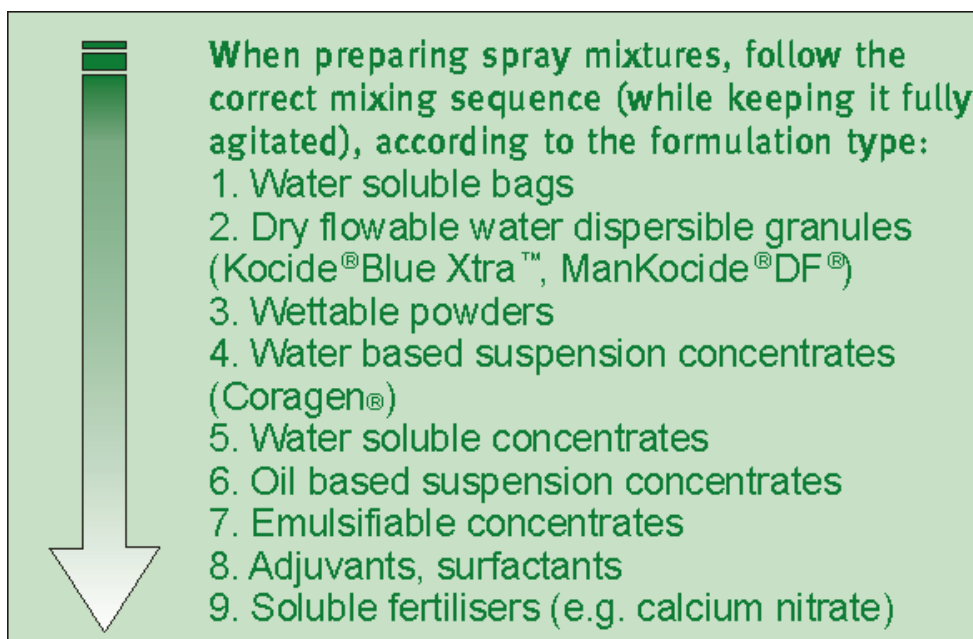 When preparing spray mixtures, follow the
correct mixing sequence (while keeping it fully
agitated), according to the formulation type:
1. Water soluble bags
2. Dry flowable water dispersible granules
(Kocide®Blue Xtra™, ManKocide®DF®)
3. Wettable powders
4. Water based suspension concentrates
(Coragen®)
5. Water soluble concentrates
6. Oil based suspension concentrates
7. Emulsifiable concentrates
8. Adjuvants, surfactants
9. Soluble fertilisers (e.g. calcium nitrate)